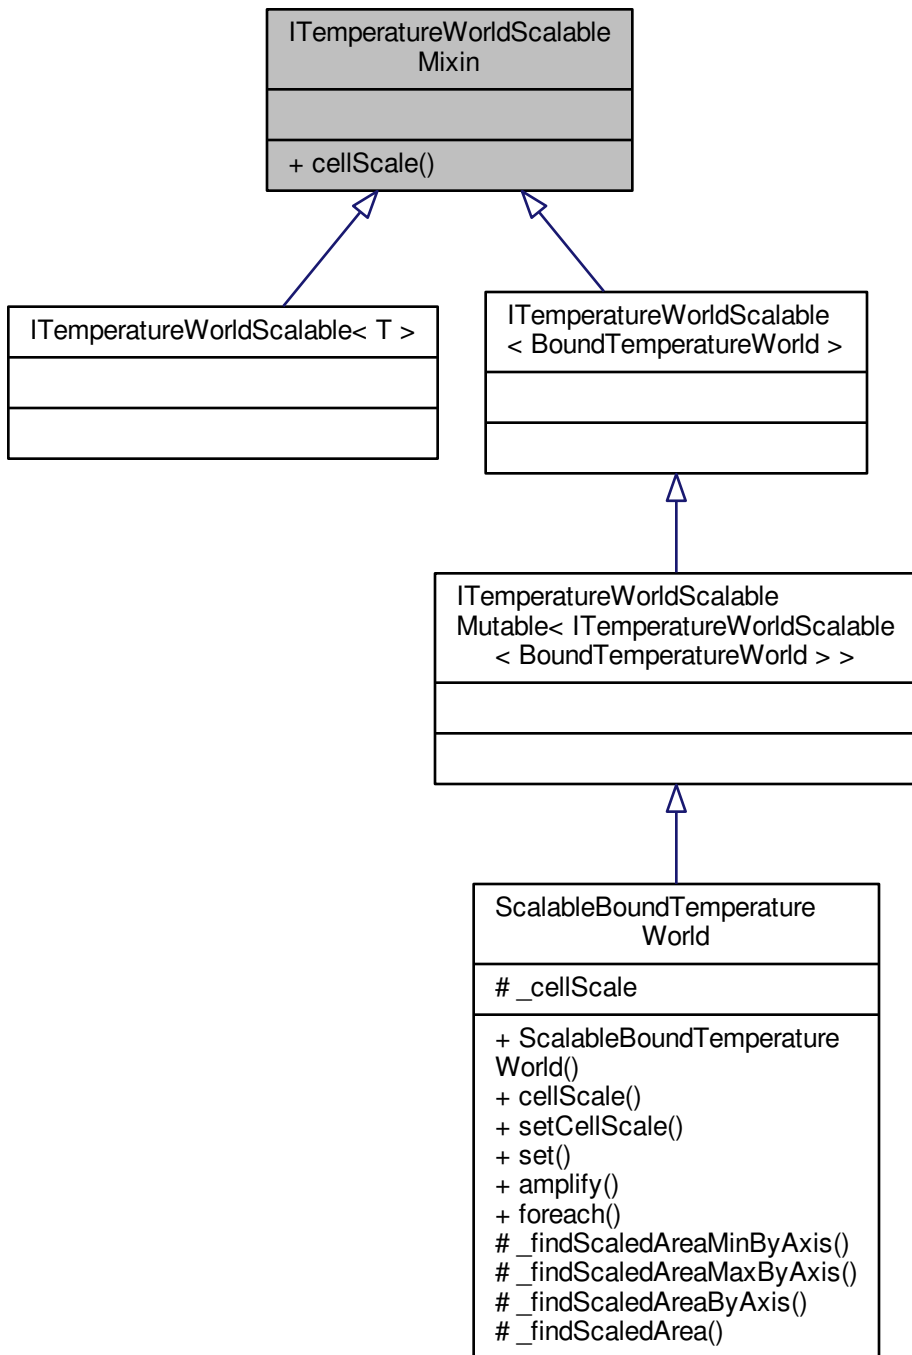 ITemperatureWorldScalable
Mixin
+ cellScale()
ITemperatureWorldScalable< T >
ITemperatureWorldScalable
< BoundTemperatureWorld >
ITemperatureWorldScalable
Mutable< ITemperatureWorldScalable
< BoundTemperatureWorld > >
ScalableBoundTemperature
World
# _cellScale
+ ScalableBoundTemperature
World()
+ cellScale()
+ setCellScale()
+ set()
+ amplify()
+ foreach()
# _findScaledAreaMinByAxis()
# _findScaledAreaMaxByAxis()
# _findScaledAreaByAxis()
# _findScaledArea()